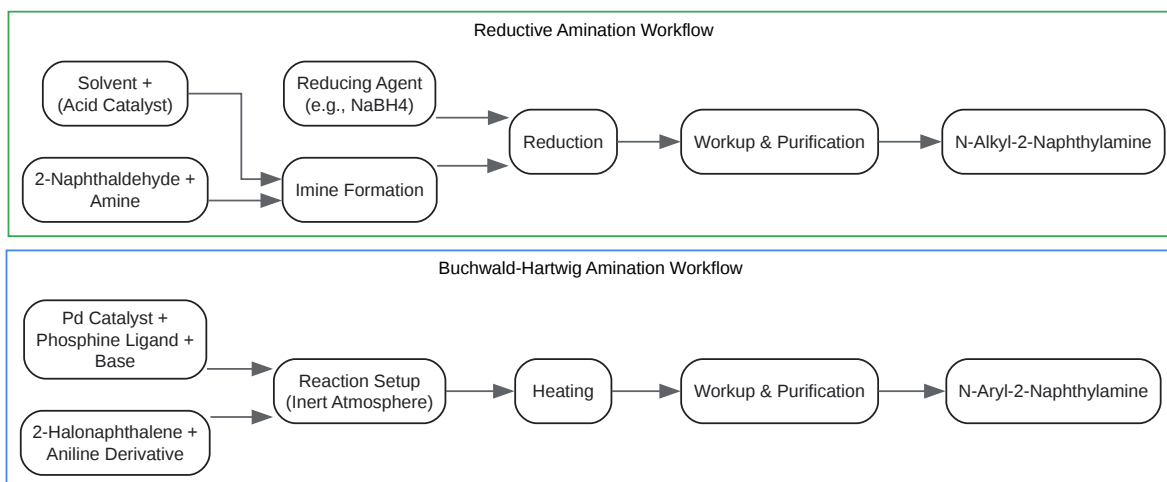 Reductive Amination Workflow
Solvent +
(Acid Catalyst)
Reducing Agent
(e.g., NaBH4)
2-Naphthaldehyde +
Amine
Imine Formation
Reduction
Workup & Purification
N-Alkyl-2-Naphthylamine
Buchwald-Hartwig Amination Workflow
Pd Catalyst +
Phosphine Ligand +
Base
2-Halonaphthalene +
Aniline Derivative
Reaction Setup
(Inert Atmosphere)
Heating
Workup & Purification
N-Aryl-2-Naphthylamine